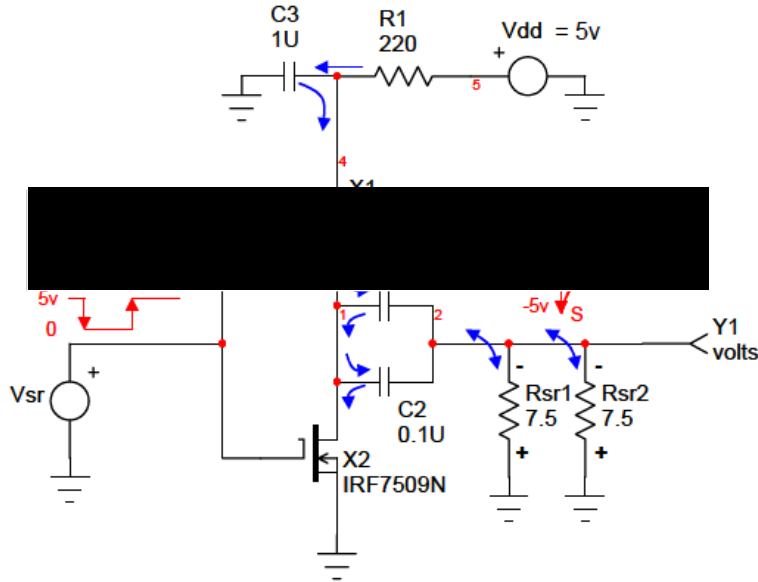 C3
1U
R1
220
Vdd = 5v
+
5
4
5v
0
1
2
-5v
S
Y1
volts
Vsr
+
C2
0.1U
-
Rsr1
7.5
+
-
Rsr2
7.5
+
X2
IRF7509N